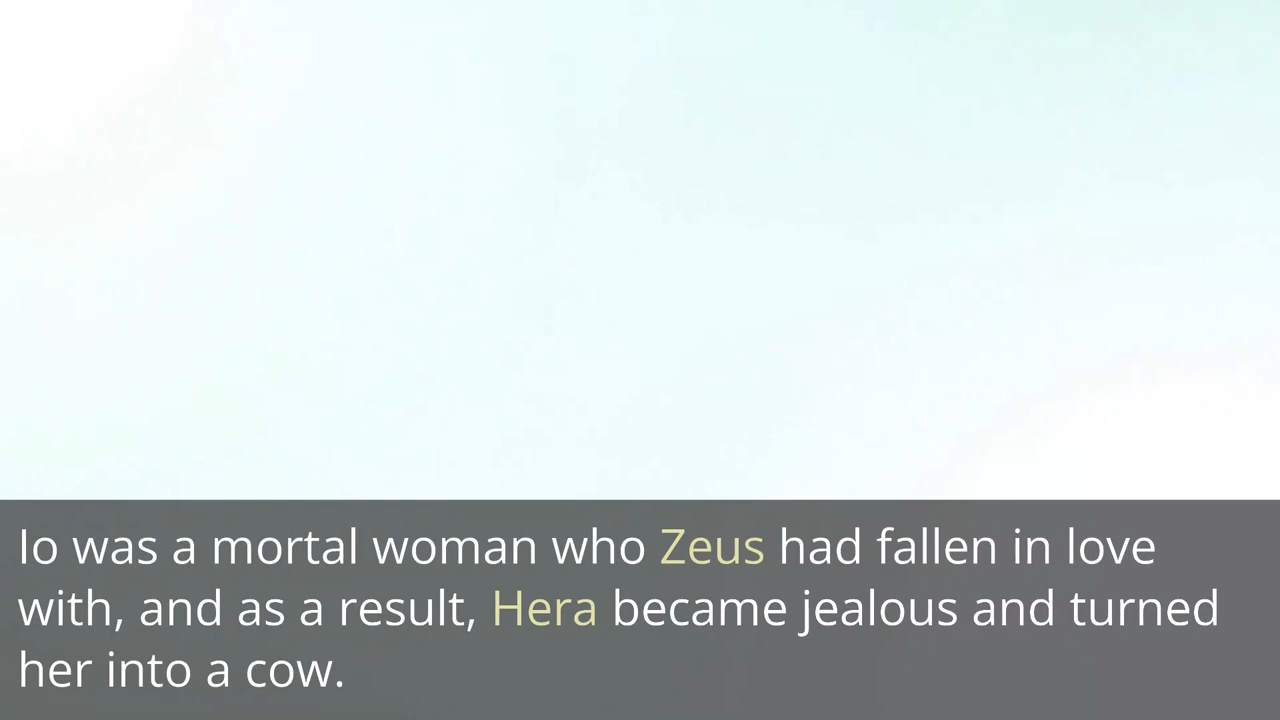 Io was a mortal woman who Zeus had fallen in love
with, and as a result, Hera became jealous and turned
her into a cow.